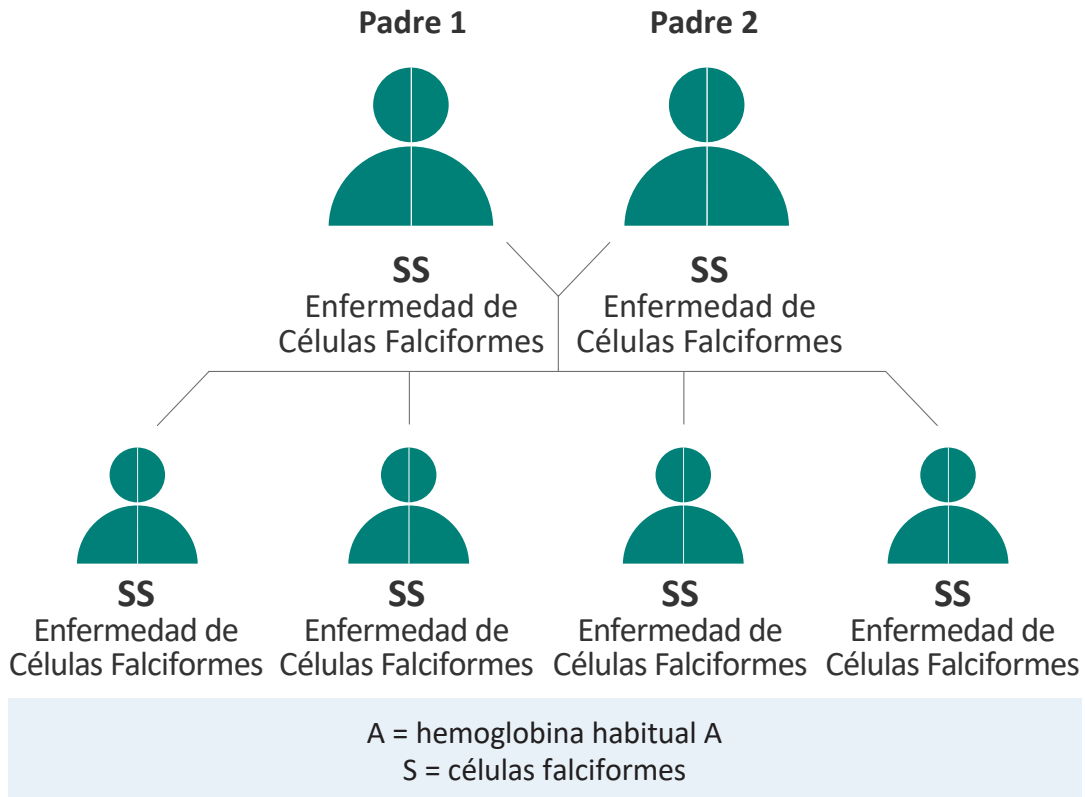 Padre 1
Padre 2
SS
Enfermedad de
Células Falciformes
SS
Enfermedad de
Células Falciformes
SS
Enfermedad de
Células Falciformes
SS
Enfermedad de
Células Falciformes
SS
Enfermedad de
Células Falciformes
SS
Enfermedad de
Células Falciformes
A = hemoglobina habitual A
S = células falciformes